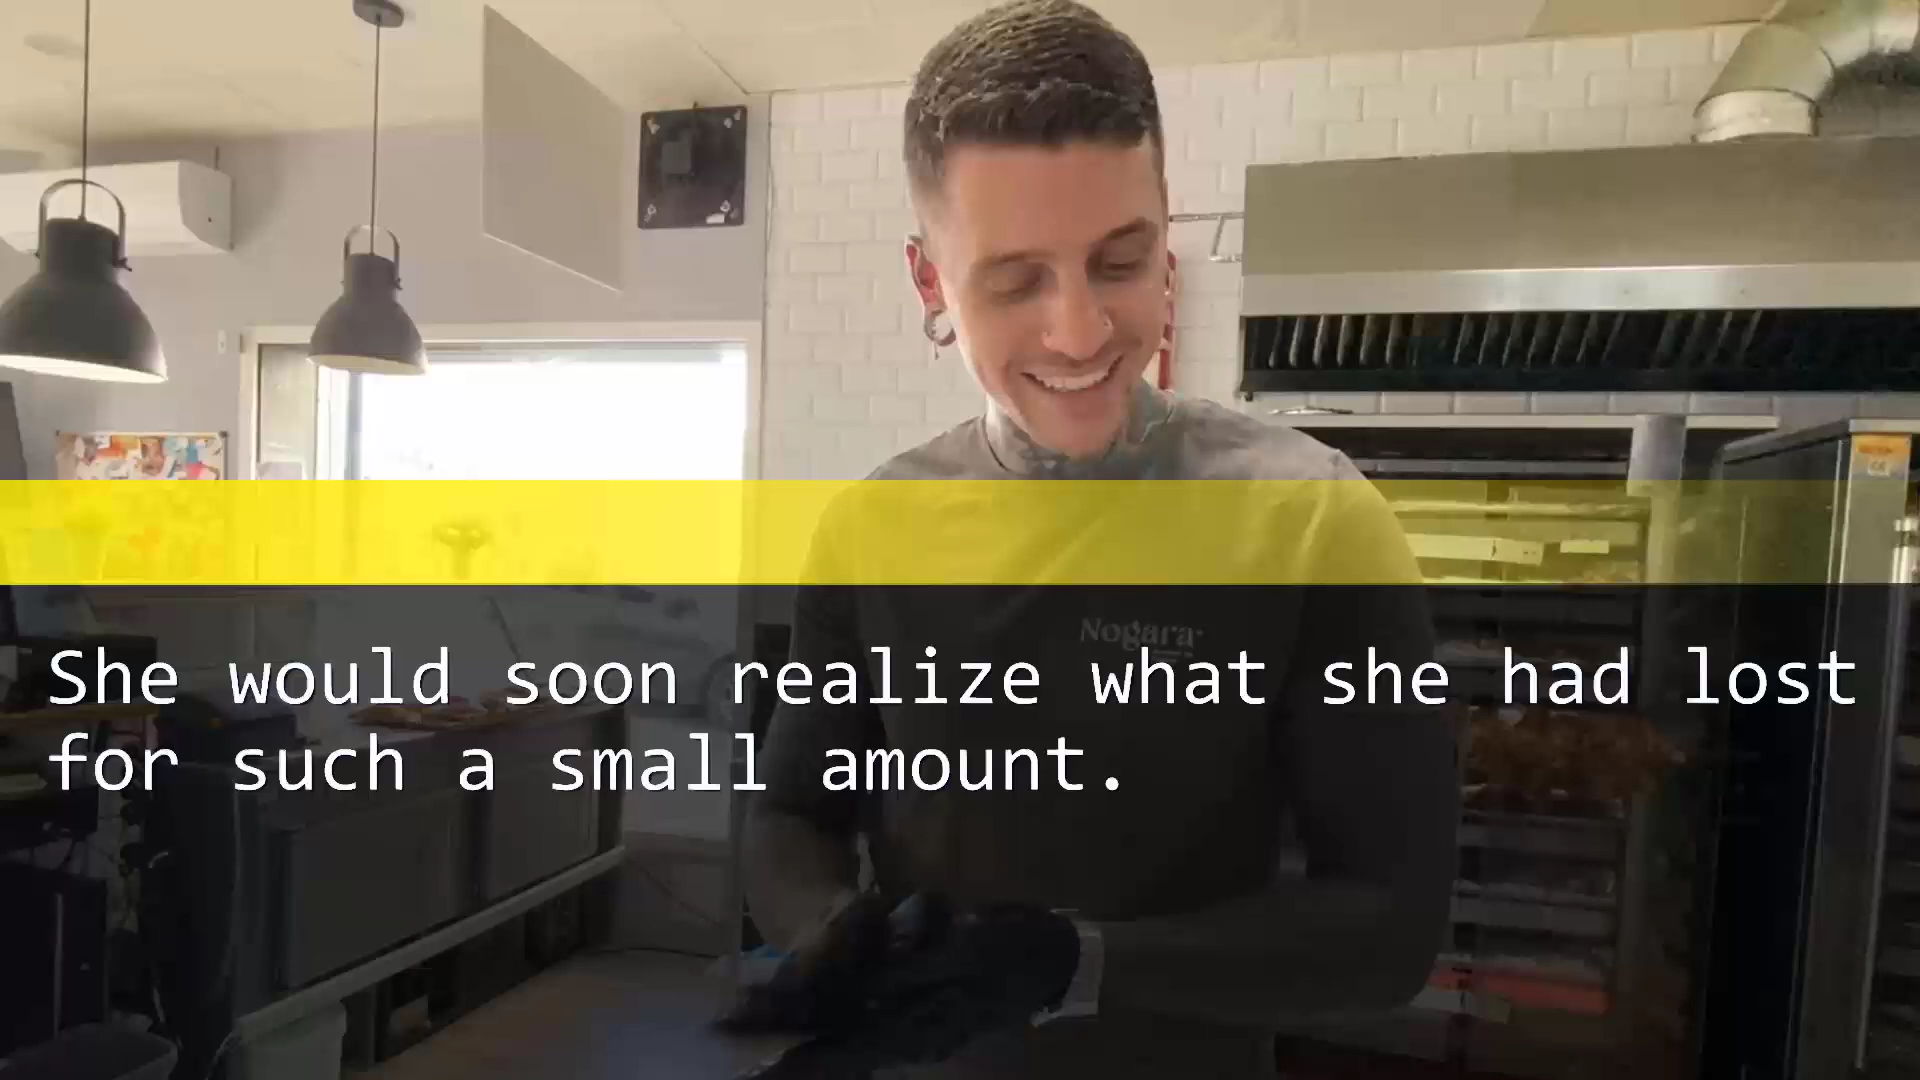 Nogara
She would soon realize what she had lost
for such a small amount.